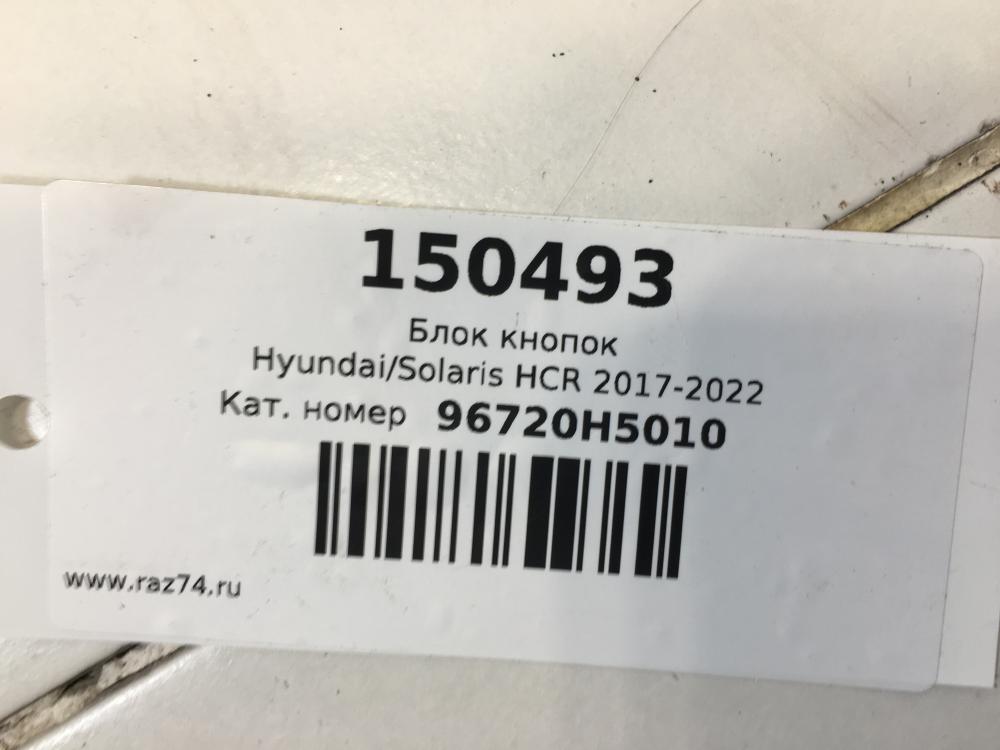 150493
Блок кнопок
Hyundai/Solaris HCR 2017-2022
Кат. номер 96720H5010
www.raz74.ru